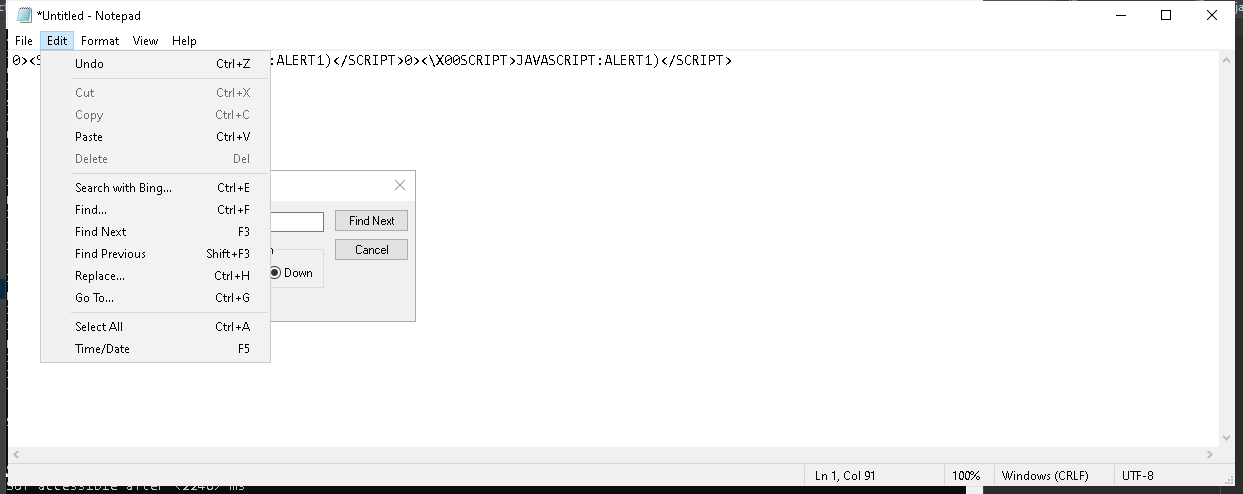 *Untitled - Notepad
File Edit Format View Help
0><S :ALERT1)</SCRIPT>0><\X00SCRIPT>JAVASCRIPT:ALERT1)</SCRIPT>
Undo Ctrl+Z
Cut Ctrl+X
Copy Ctrl+C
Paste Ctrl+V
Delete Del
Search with Bing... Ctrl+E
Find... Ctrl+F
Find Next F3
Find Previous Shift+F3
Replace... Ctrl+H
Go To... Ctrl+G
Select All Ctrl+A
Time/Date F5
Find Next
Cancel
Down
Ln 1, Col 91 100% Windows (CRLF) UTF-8